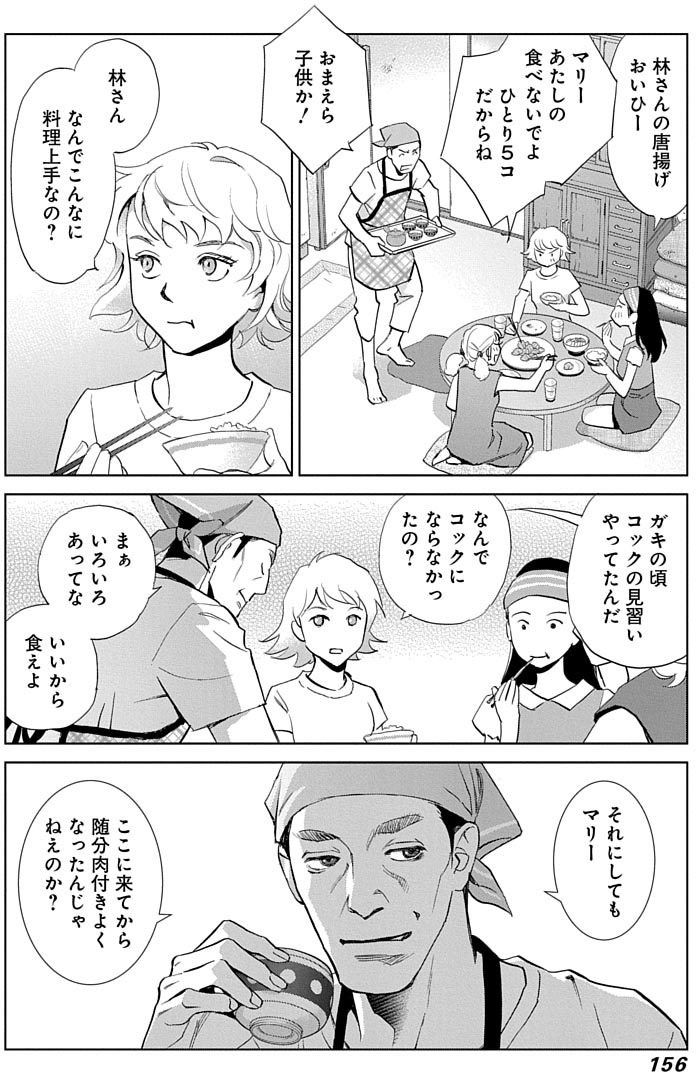 林さんの唐揚げ
おいひー
マリー
あたしの
食べないでよ
ひとり5コ
だからね
おまえら
子供か！
林さん
なんでこんなに
料理上手なの？
ガキの頃
コックの見習い
やってたんだ
なんで
コックに
ならなかっ
たの？
まぁ
いろいろ
あってな
いいから
食えよ
それにしても
マリー
ここに来てから
随分肉付きよく
なったんじゃ
ねえのか？
156